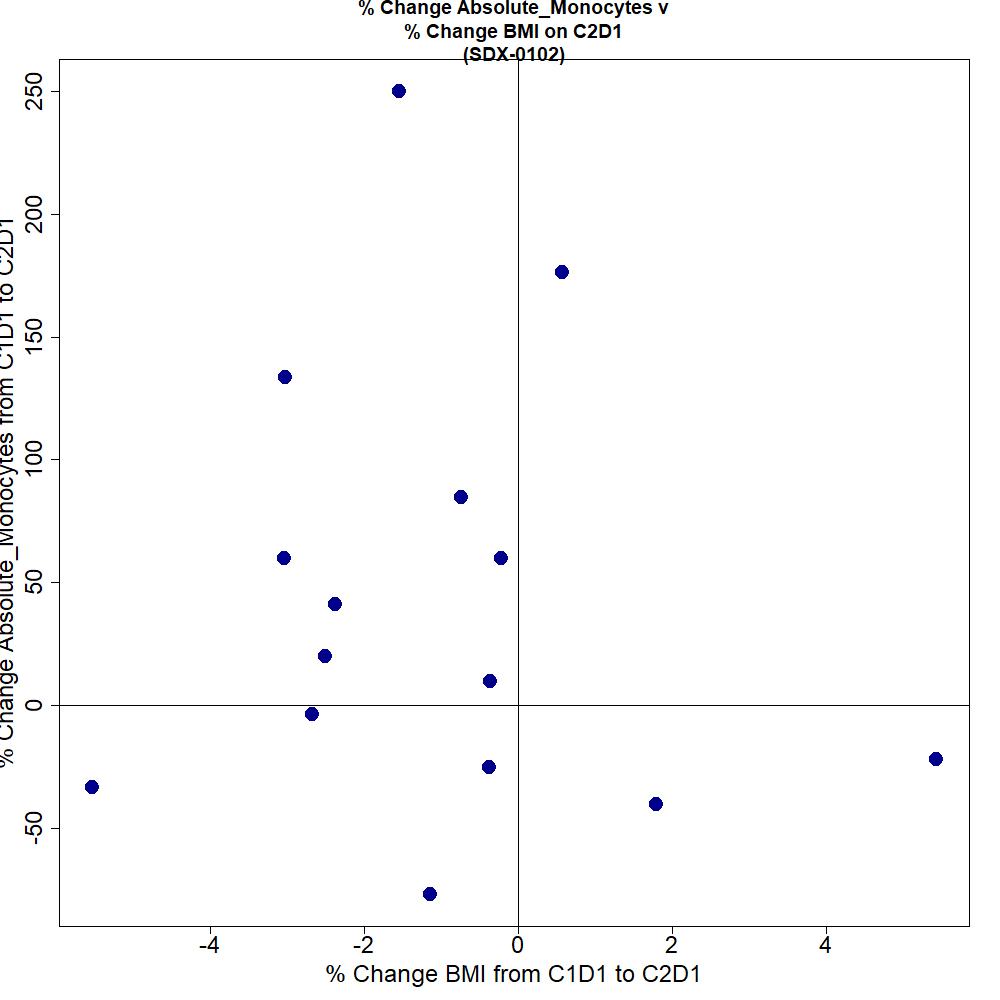 % Change Absolute_Monocytes v
% Change BMI on C2D1
(SDX-0102)
% Change Absolute_Monocytes from C1D1 to C2D1
250
200
150
100
50
0
-50
-4
-2
0
2
4
% Change BMI from C1D1 to C2D1